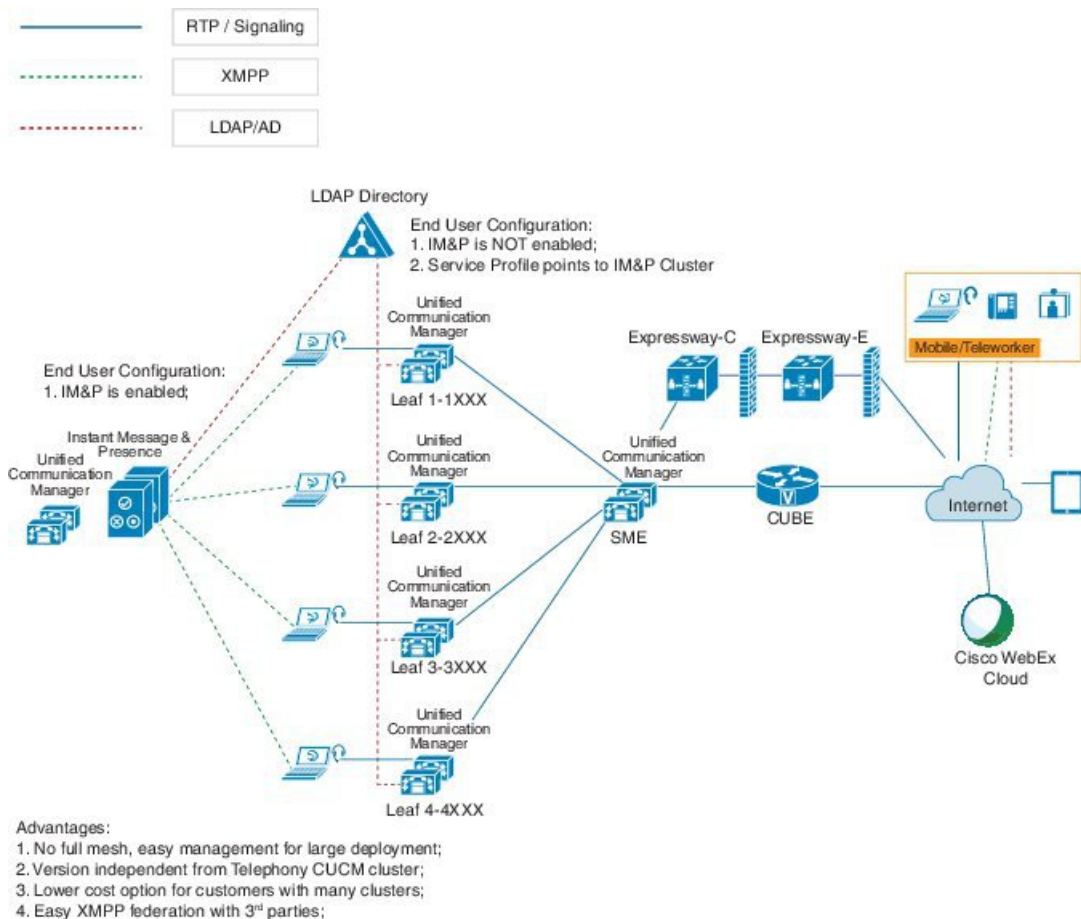 RTP / Signaling
XMPP
LDAP/AD
LDAP Directory
End User Configuration:
1. IM&P is NOT enabled;
2. Service Profile points to IM&P Cluster
Unified
Communication
Manager
Leaf 1-1XXX
Expressway-C
Expressway-E
Mobile/Teleworker
End User Configuration:
1. IM&P is enabled;
Instant Message &
Presence
Unified
Communication
Manager
Unified
Communication
Manager
Leaf 2-2XXX
Unified
Communication
Manager
SME
V
CUBE
Internet
Unified
Communication
Manager
Leaf 3-3XXX
Cisco WebEx
Cloud
Unified
Communication
Manager
Leaf 4-4XXX
Advantages:
1. No full mesh, easy management for large deployment;
2. Version independent from Telephony CUCM cluster;
3. Lower cost option for customers with many clusters;
4. Easy XMPP federation with 3rd parties;